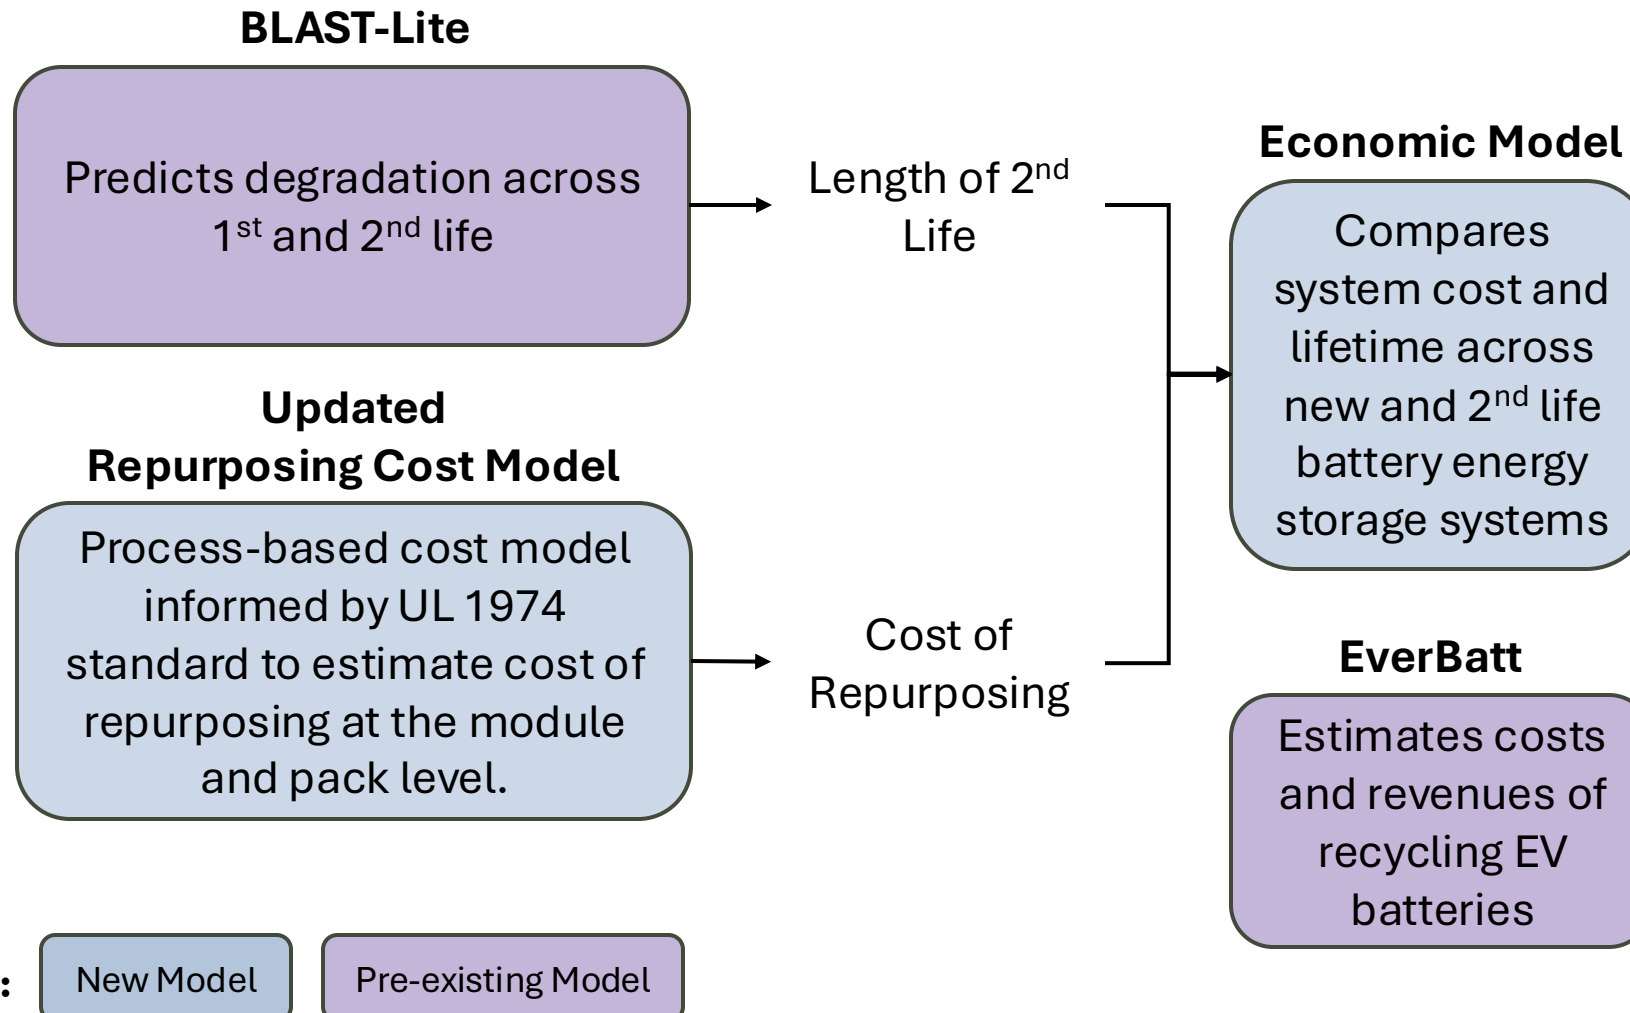 BLAST-Lite
Predicts degradation across
1st and 2nd life
Length of 2nd
Life
Updated
Repurposing Cost Model
Process-based cost model
informed by UL 1974
standard to estimate cost of
repurposing at the module
and pack level.
Cost of
Repurposing
Economic Model
Compares
system cost and
lifetime across
new and 2nd life
battery energy
storage systems
EverBatt
Estimates costs
and revenues of
recycling EV
batteries
:
New Model
Pre-existing Model